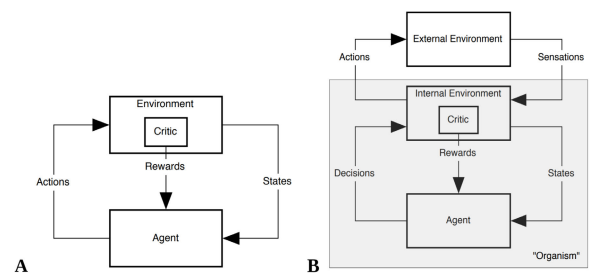 Environment
Critic
Rewards
Actions
States
Agent
A
External Environment
Actions
Sensations
Internal Environment
Critic
Rewards
Decisions
States
Agent
"Organism"
B